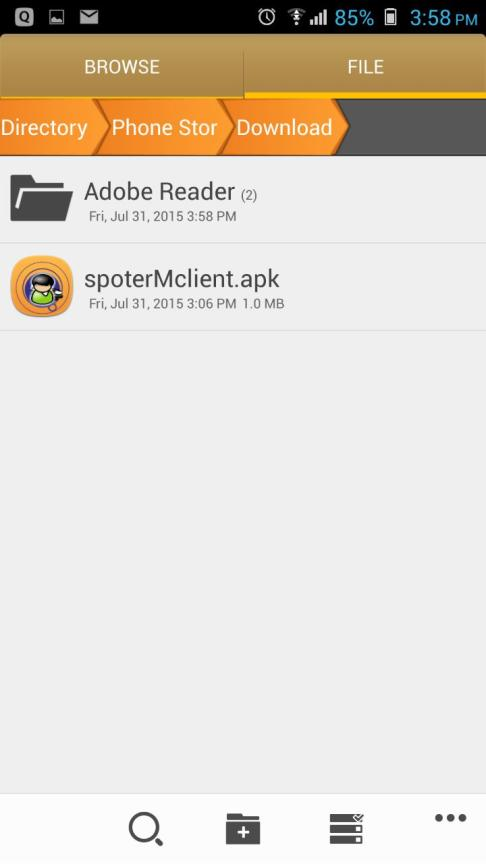 85% 3:58 PM
BROWSE FILE
Directory Phone Stor Download
Adobe Reader (2)
Fri, Jul 31, 2015 3:58 PM
spoterMclient.apk
Fri, Jul 31, 2015 3:06 PM 1.0 MB